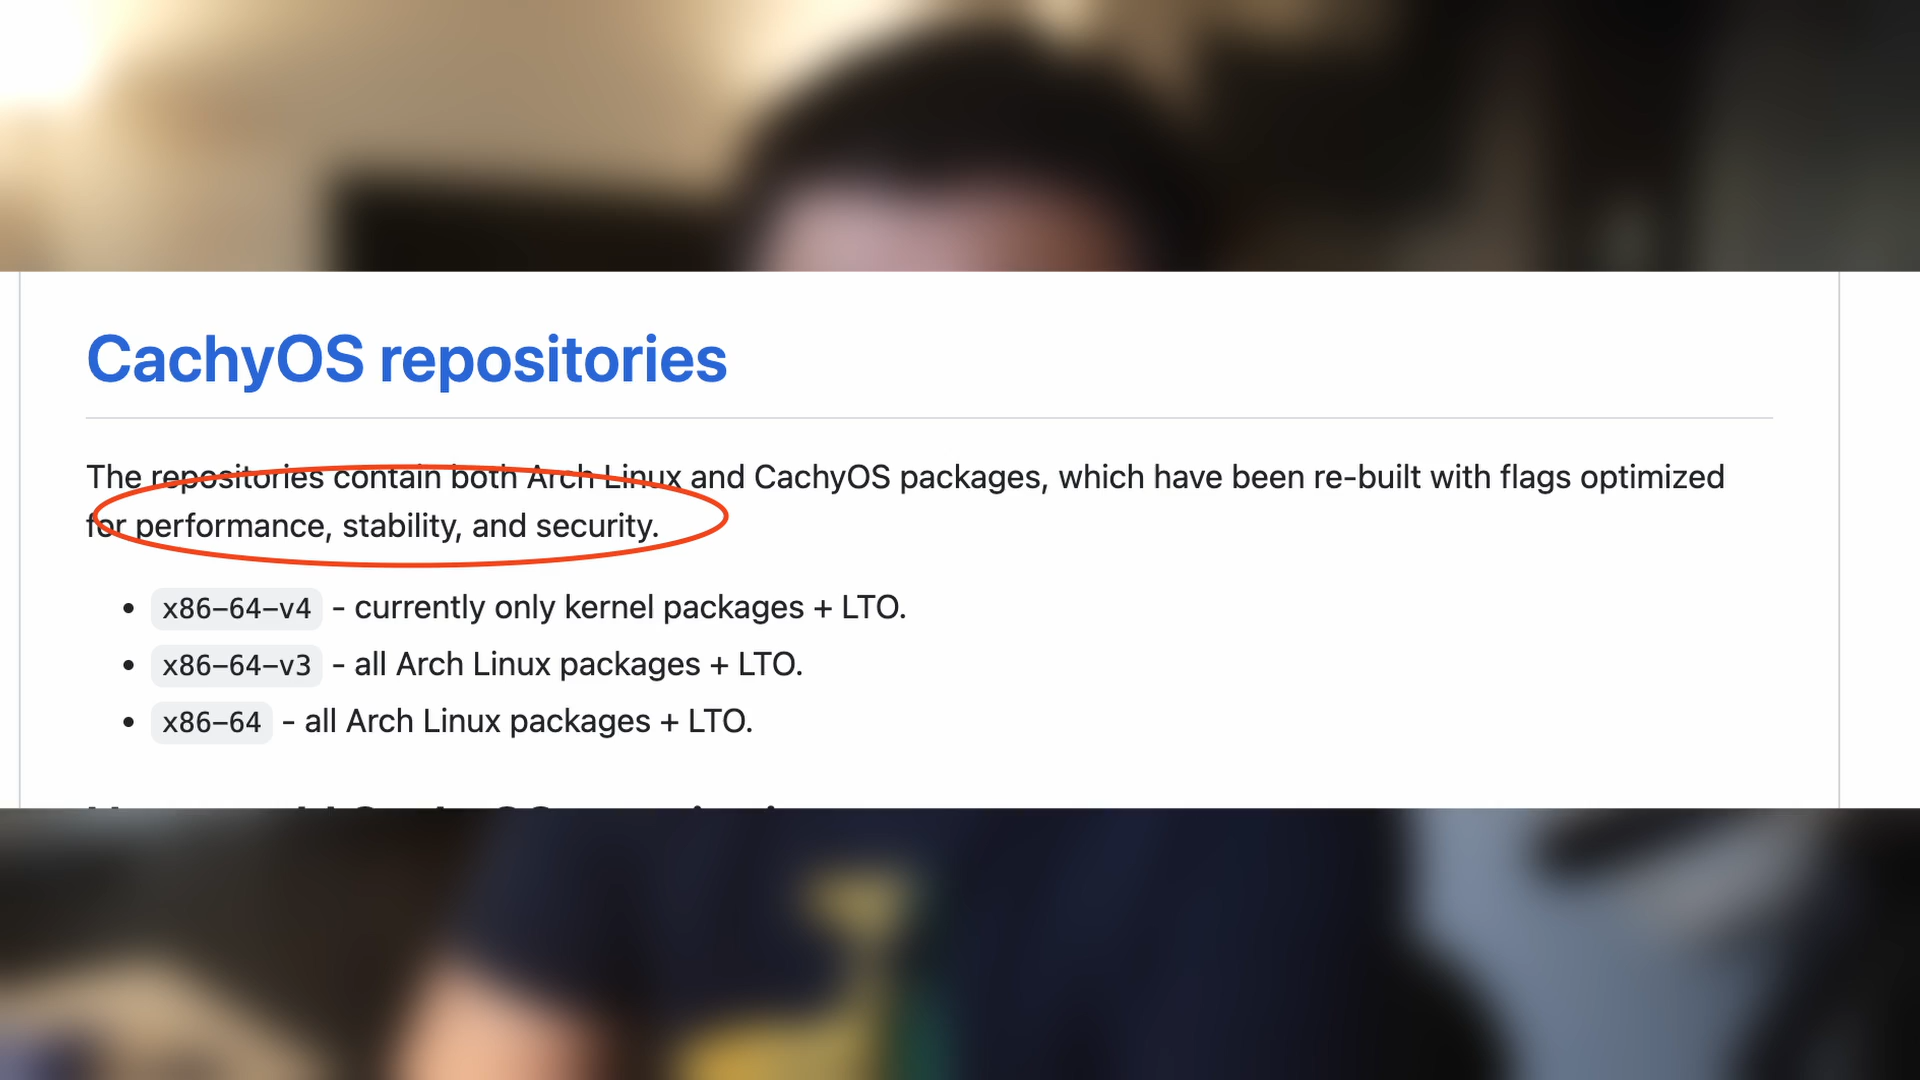 CachyOS repositories
The repositories contain both Arch Linux and CachyOS packages, which have been re-built with flags optimized
for performance, stability, and security.
x86-64-v4 - currently only kernel packages + LTO.
x86-64-v3 - all Arch Linux packages + LTO.
x86-64 - all Arch Linux packages + LTO.